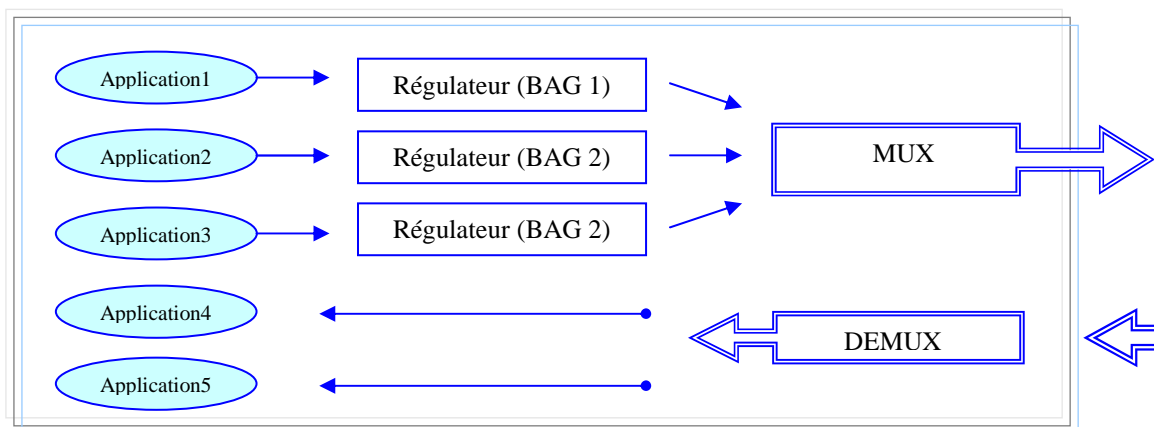 Application1
Régulateur (BAG 1)
Application2
Régulateur (BAG 2)
MUX
Application3
Régulateur (BAG 2)
Application4
DEMUX
Application5